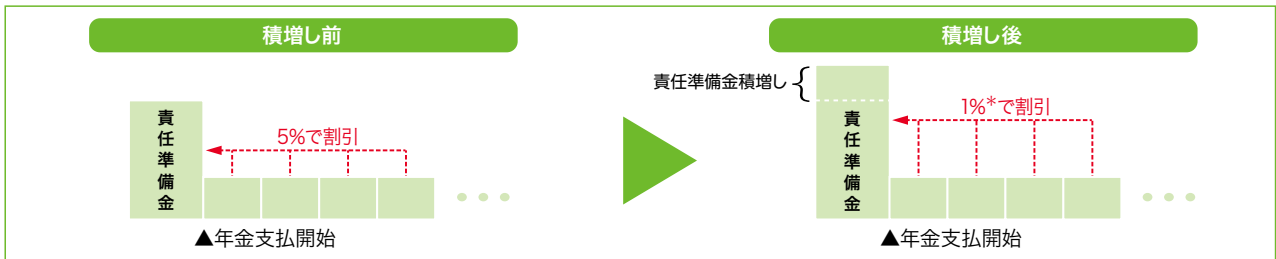 積増し前
責任準備金
5%で割引
▲年金支払開始
積増し後
責任準備金積増し
責任準備金
1%*で割引
▲年金支払開始